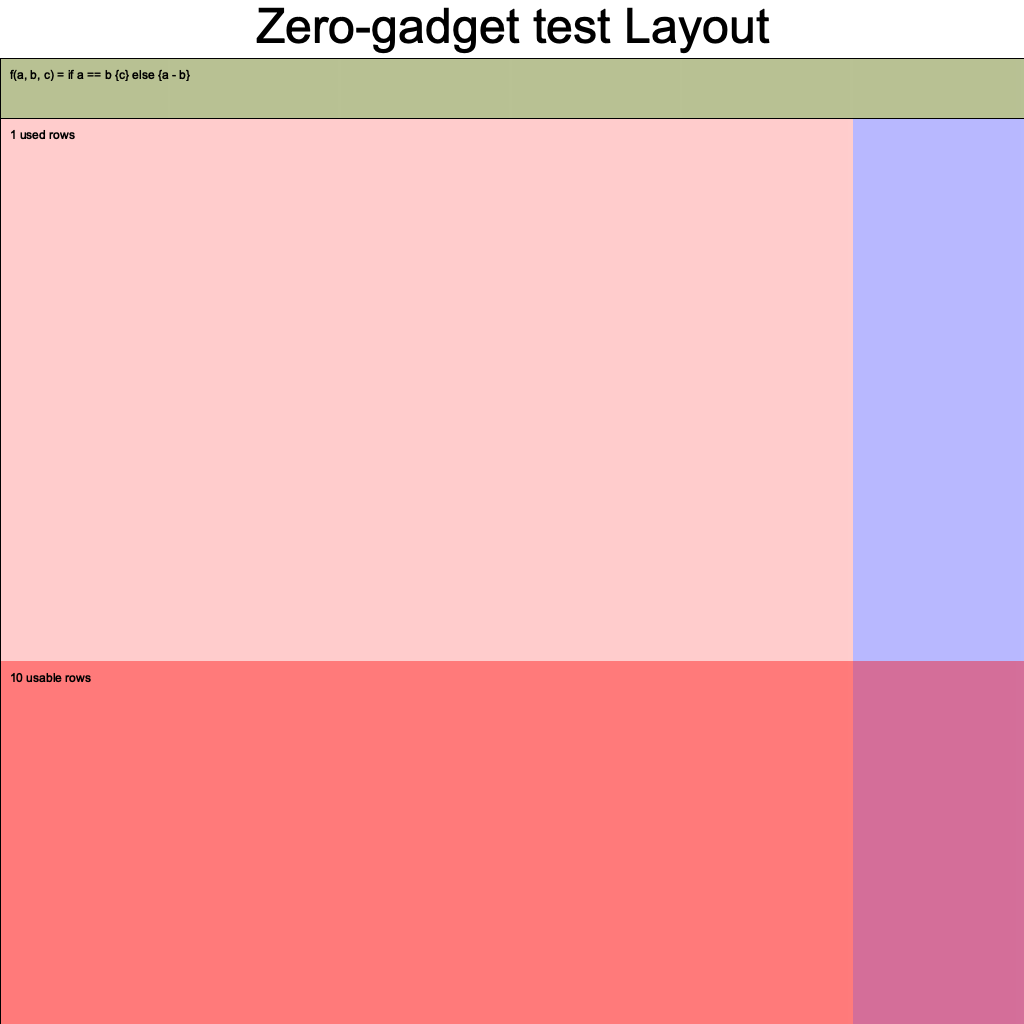 Zero-gadget test Layout
f(a, b, c) = if a == b {c} else {a - b}
1 used rows
10 usable rows